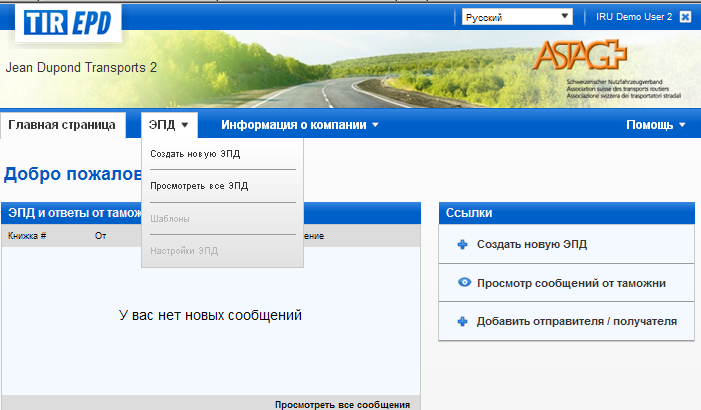 TIR EPD
Русский
IRU Demo User 2
Jean Dupond Transports 2
ASTAG
Schweizerischer Nutzfahrzeugverband
Association suisse des transports routiers
Associazione svizzera dei trasportatori stradali
Главная страница
ЭПД
Информация о компании
Помощь
Создать новую ЭПД
Просмотреть все ЭПД
Шаблоны
Настройки ЭПД
Добро пожалов
ЭПД и ответы от тамож
Книжка #
От
ение
У вас нет новых сообщений
Просмотреть все сообщения
Ссылки
Создать новую ЭПД
Просмотр сообщений от таможни
Добавить отправителя / получателя